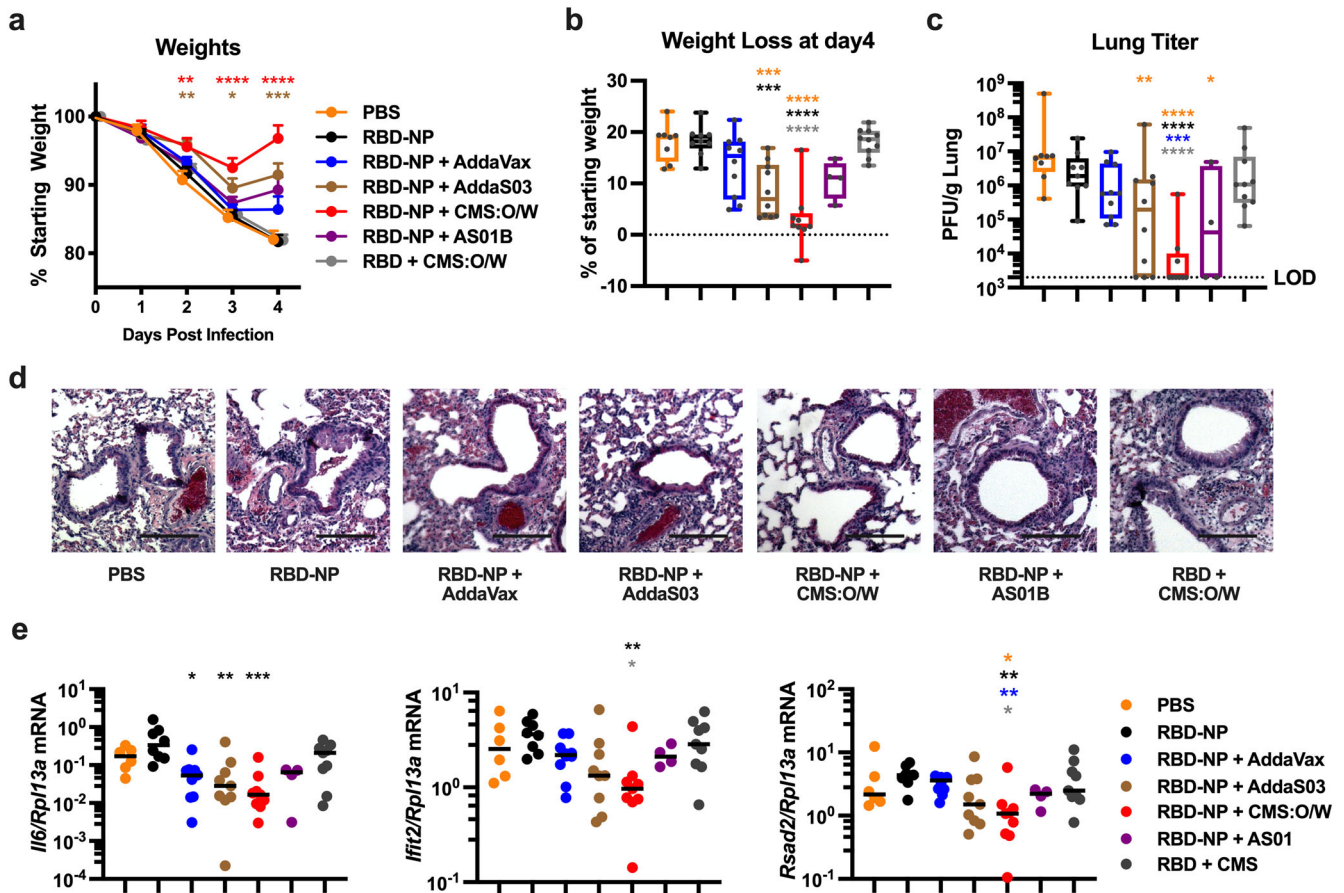 a
Weights
** **** ****
** * ***
% Starting Weight
100
90
80
0 1 2 3 4
Days Post Infection
PBS
RBD-NP
RBD-NP + AddaVax
RBD-NP + AddaS03
RBD-NP + CMS:O/W
RBD-NP + AS01B
RBD + CMS:O/W
b
Weight Loss at day4
% of starting weight
30
20
10
0
-10
***
***
****
****
****
c
Lung Titer
PFU/g Lung
10⁹
10⁸
10⁷
10⁶
10⁵
10⁴
10³
**
****
****
***
****
*
LOD
d
PBS
RBD-NP
RBD-NP +
AddaVax
RBD-NP +
AddaS03
RBD-NP +
CMS:O/W
RBD-NP +
AS01B
RBD +
CMS:O/W
e
Il6/Rpl13a mRNA
10¹
10⁰
10⁻¹
10⁻²
10⁻³
10⁻⁴
* ** ***
Ifit2/Rpl13a mRNA
10¹
10⁰
10⁻¹
**
*
Rsad2/Rpl13a mRNA
10²
10¹
10⁰
10⁻¹
*
**
**
*
PBS
RBD-NP
RBD-NP + AddaVax
RBD-NP + AddaS03
RBD-NP + CMS:O/W
RBD-NP + AS01
RBD + CMS